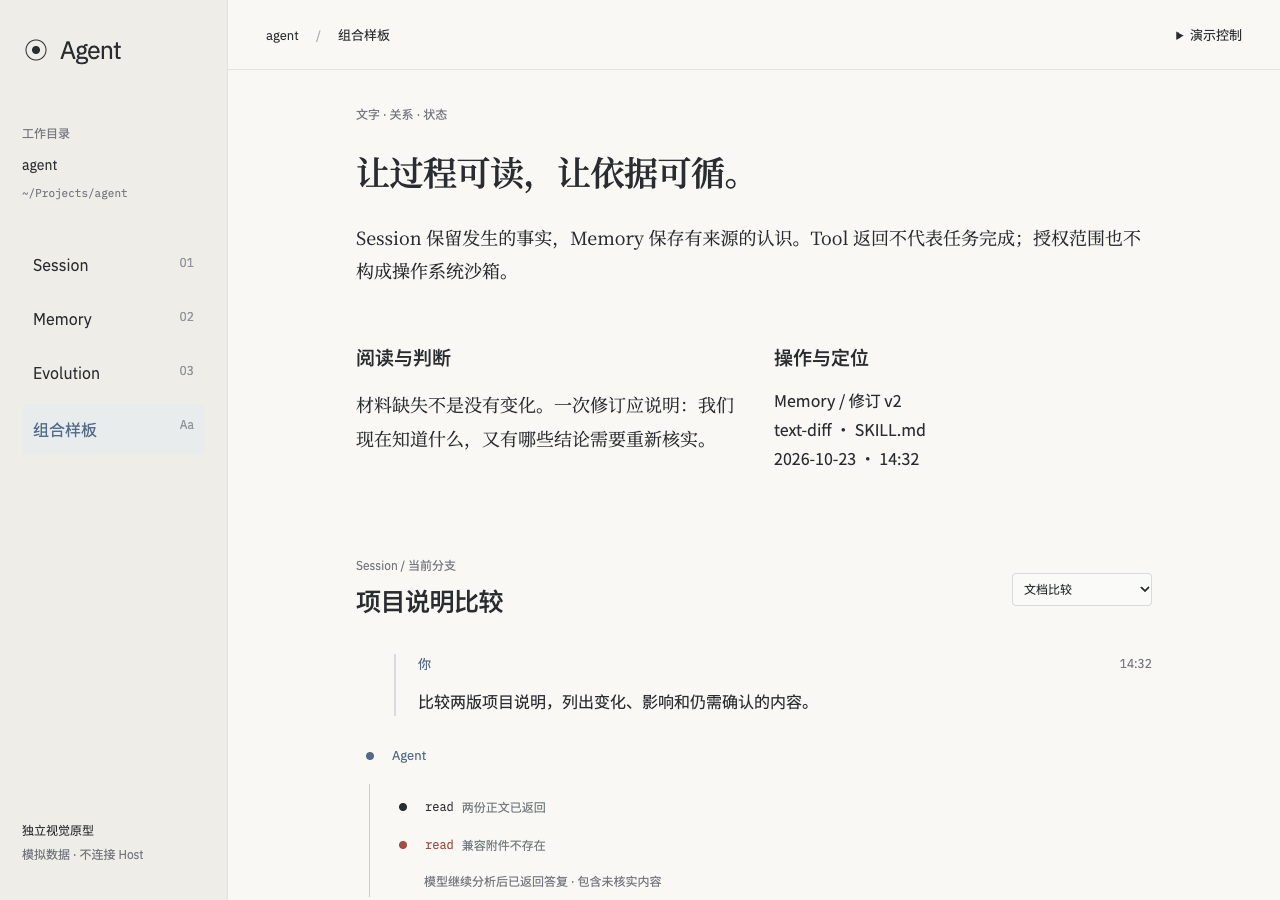 Agent
工作目录
agent
~/Projects/agent
Session 01
Memory 02
Evolution 03
组合样板 Aa
独立视觉原型
模拟数据 · 不连接 Host
agent / 组合样板
▶ 演示控制
文字 · 关系 · 状态
让过程可读，让依据可循。
Session 保留发生的事实，Memory 保存有来源的认识。Tool 返回不代表任务完成；授权范围也不
构成操作系统沙箱。
阅读与判断
材料缺失不是没有变化。一次修订应说明：我们
现在知道什么，又有哪些结论需要重新核实。
操作与定位
Memory / 修订 v2
text-diff · SKILL.md
2026-10-23 · 14:32
Session / 当前分支
项目说明比较
文档比较
你 14:32
比较两版项目说明，列出变化、影响和仍需确认的内容。
Agent
read 两份正文已返回
read 兼容附件不存在
模型继续分析后已返回答复 · 包含未核实内容